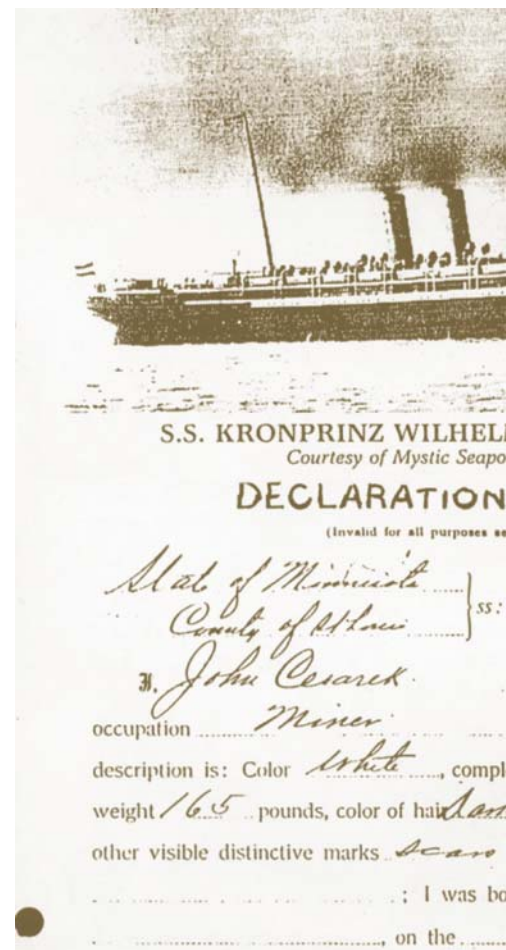 S.S. KRONPRINZ WILHEL
Courtesy of Mystic Seapo
DECLARATION
(Invalid for all purposes se
State of Minnesota
ss:
County of St Louis
I, John Cesarek.
occupation Miner
description is: Color White, compl
weight 165 pounds, color of hair
other visible distinctive marks scar
; I was bo
, on the